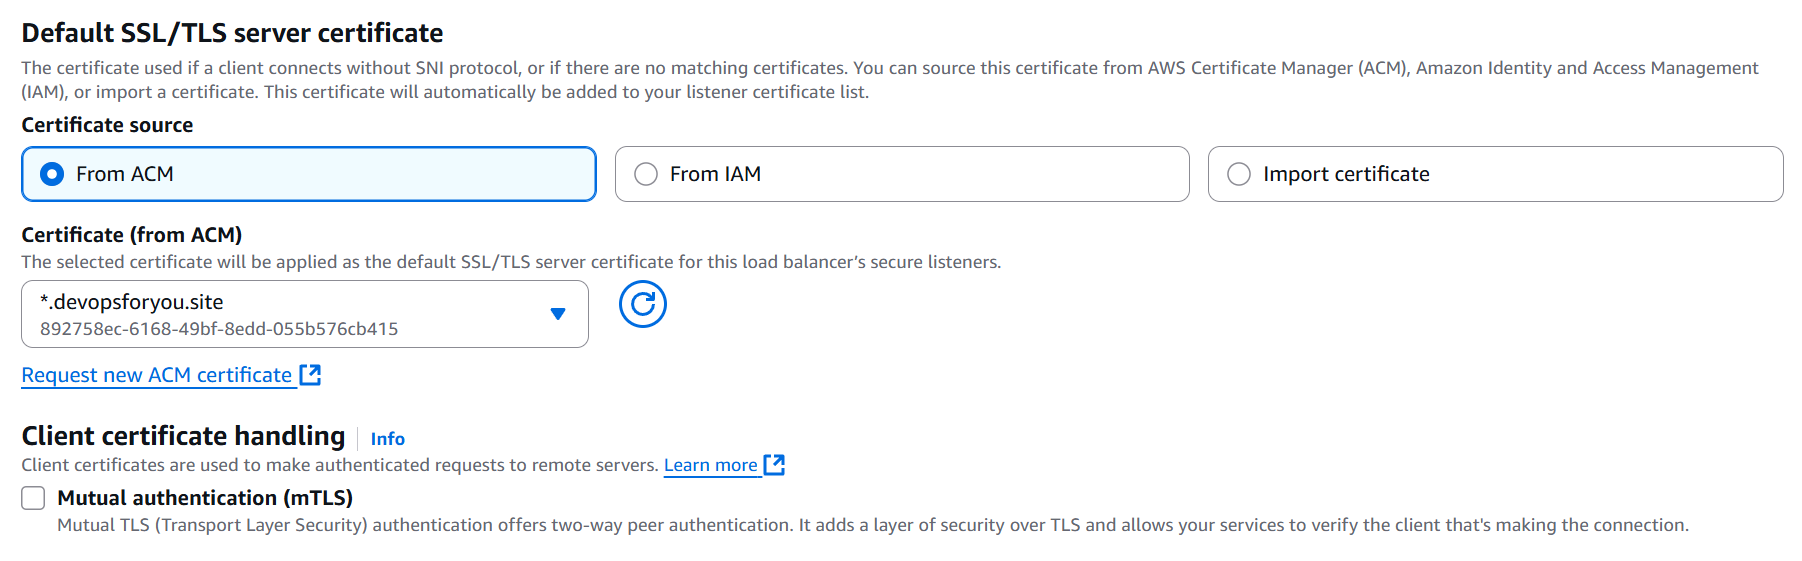 Default SSL/TLS server certificate
The certificate used if a client connects without SNI protocol, or if there are no matching certificates. You can source this certificate from AWS Certificate Manager (ACM), Amazon Identity and Access Management
(IAM), or import a certificate. This certificate will automatically be added to your listener certificate list.
Certificate source
From ACM
From IAM
Import certificate
Certificate (from ACM)
The selected certificate will be applied as the default SSL/TLS server certificate for this load balancer’s secure listeners.
*.devopsforyou.site
892758ec-6168-49bf-8edd-055b576cb415
Request new ACM certificate
Client certificate handling
Info
Client certificates are used to make authenticated requests to remote servers. Learn more
Mutual authentication (mTLS)
Mutual TLS (Transport Layer Security) authentication offers two-way peer authentication. It adds a layer of security over TLS and allows your services to verify the client that's making the connection.